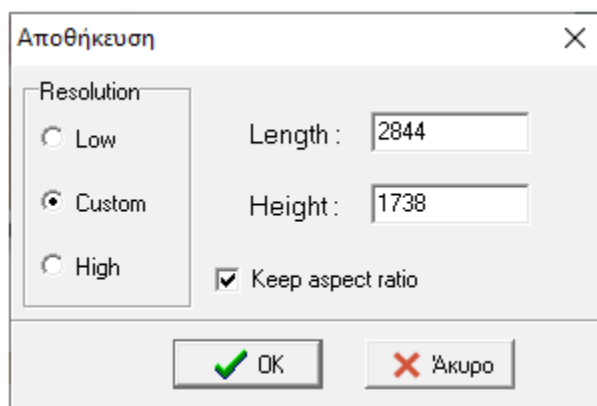 Αποθήκευση
Resolution
Low
Custom
High
Length :
2844
Height :
1738
Keep aspect ratio
OK
Άκυρο